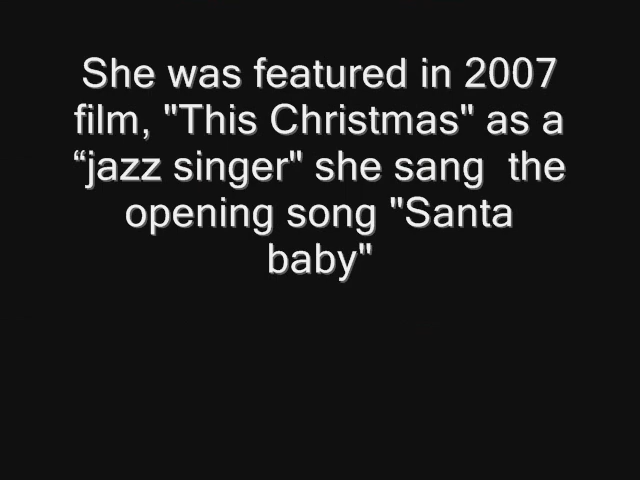 She was featured in 2007
film, "This Christmas" as a
“jazz singer" she sang  the
opening song "Santa
baby"